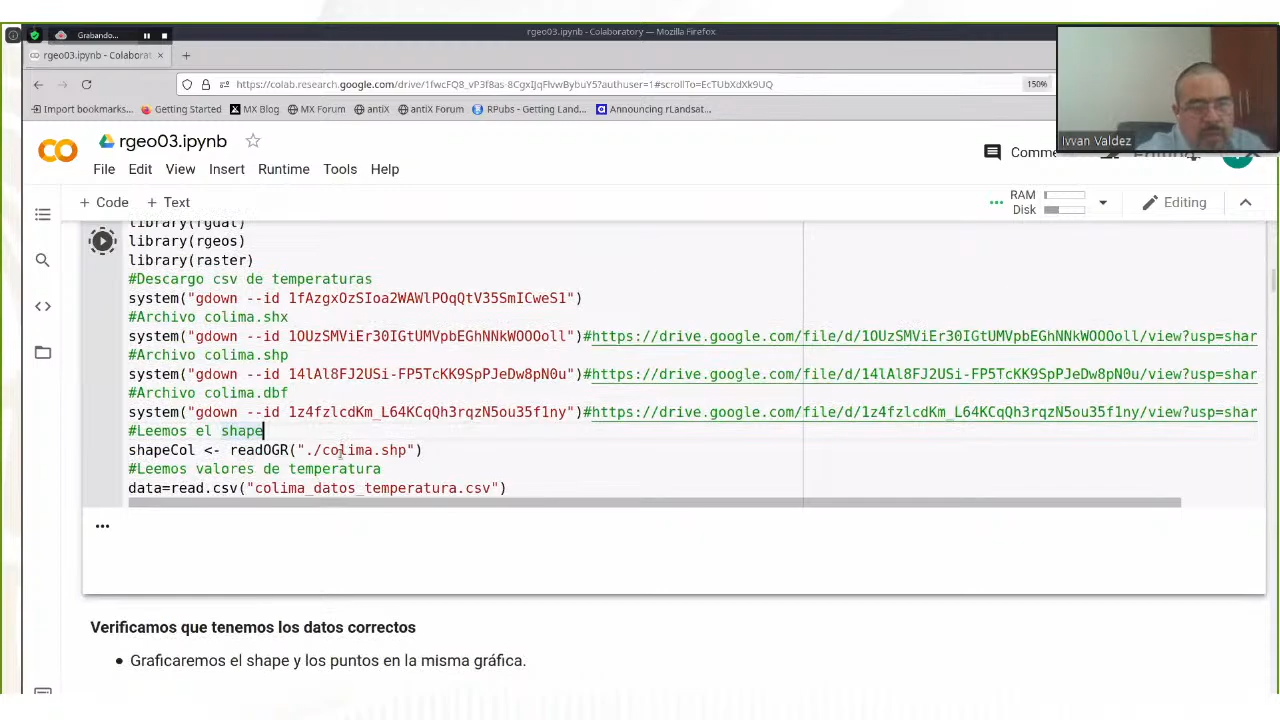 Grabando...
rgeo03.ipynb - Colaboratory — Mozilla Firefox
rgeo03.ipynb - Colaborat
https://colab.research.google.com/drive/1fwcFQ8_vP3f8as-8CgxIJqFlvwBybuY5?authuser=1#scrollTo=EcTUbXdXk9UQ
150%
Import bookmarks...
Getting Started
MX Blog
MX Forum
antiX
antiX Forum
RPubs - Getting Land...
Announcing rLandsat...
Ivvan Valdez
rgeo03.ipynb
File Edit View Insert Runtime Tools Help
Comme
Editing
+ Code + Text
RAM
Disk
Editing
library(rgdal)
library(rgeos)
library(raster)
#Descargo csv de temperaturas
system("gdown --id 1fAzgxOzSIoa2WAWlPOqQtV35SmICweS1")
#Archivo colima.shx
system("gdown --id 1OUzSMViEr30IGtUMVpbEGhNNkWOOOoll")#https://drive.google.com/file/d/1OUzSMViEr30IGtUMVpbEGhNNkWOOOoll/view?usp=shar
#Archivo colima.shp
system("gdown --id 14lAl8FJ2USi-FP5TcKK9SpPJeDw8pN0u")#https://drive.google.com/file/d/14lAl8FJ2USi-FP5TcKK9SpPJeDw8pN0u/view?usp=shar
#Archivo colima.dbf
system("gdown --id 1z4fzlcdKm_L64KCqQh3rqzN5ou35f1ny")#https://drive.google.com/file/d/1z4fzlcdKm_L64KCqQh3rqzN5ou35f1ny/view?usp=shar
#Leemos el shape
shapeCol <- readOGR("./colima.shp")
#Leemos valores de temperatura
data=read.csv("colima_datos_temperatura.csv")
Verificamos que tenemos los datos correctos
• Graficaremos el shape y los puntos en la misma gráfica.